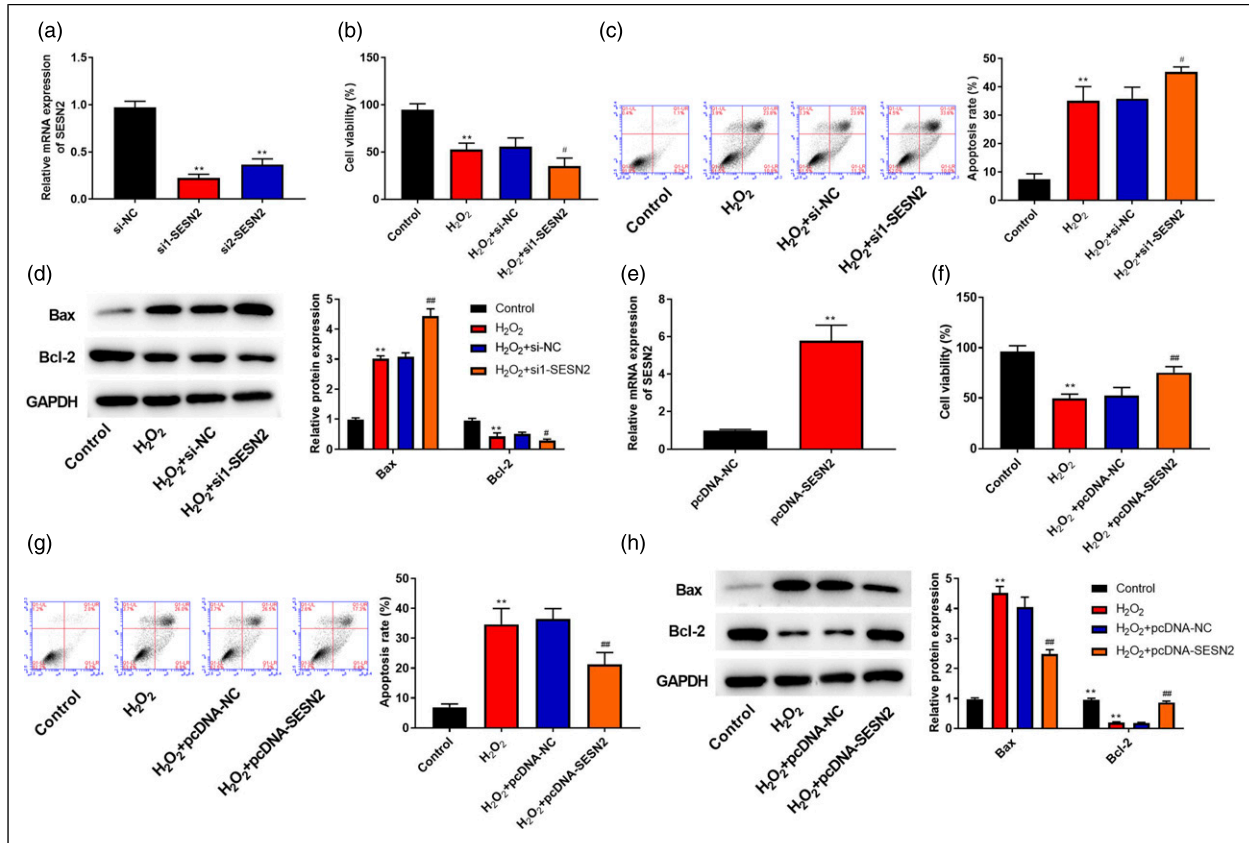 (a)
Relative mRNA expression
of SESN2
1.5
1.0
0.5
0.0
**
**
si-NC
si1-SESN2
si2-SESN2
(b)
Cell viability (%)
150
100
50
0
**
#
Control
H₂O₂
H₂O₂+si-NC
H₂O₂+si1-SESN2
(c)
Control
H₂O₂
H₂O₂+si-NC
H₂O₂+si1-SESN2
Apoptosis rate (%)
50
40
30
20
10
0
**
#
Control
H₂O₂
H₂O₂+si-NC
H₂O₂+si1-SESN2
(d)
Bax
Bcl-2
GAPDH
Control
H₂O₂
H₂O₂+si-NC
H₂O₂+si1-SESN2
Relative protein expression
5
4
3
2
1
0
**
##
**
#
Bax
Bcl-2
Control
H₂O₂
H₂O₂+si-NC
H₂O₂+si1-SESN2
(e)
Relative mRNA expression
of SESN2
8
6
4
2
0
**
pcDNA-NC
pcDNA-SESN2
(f)
Cell viability (%)
150
100
50
0
**
##
Control
H₂O₂
H₂O₂ +pcDNA-NC
H₂O₂ +pcDNA-SESN2
(g)
Control
H₂O₂
H₂O₂+pcDNA-NC
H₂O₂+pcDNA-SESN2
Apoptosis rate (%)
50
40
30
20
10
0
**
##
Control
H₂O₂
H₂O₂+pcDNA-NC
H₂O₂+pcDNA-SESN2
(h)
Bax
Bcl-2
GAPDH
Control
H₂O₂
H₂O₂+pcDNA-NC
H₂O₂+pcDNA-SESN2
Relative protein expression
5
4
3
2
1
0
**
##
**
**
##
Bax
Bcl-2
Control
H₂O₂
H₂O₂+pcDNA-NC
H₂O₂+pcDNA-SESN2